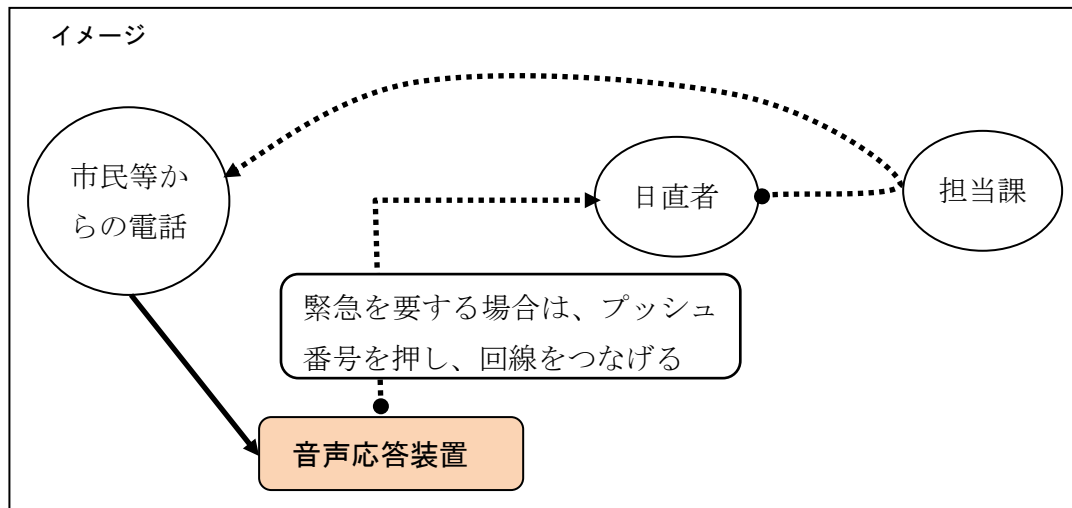 イメージ
市民等か
らの電話
日直者
担当課
緊急を要する場合は、プッシュ
番号を押し、回線をつなげる
音声応答装置